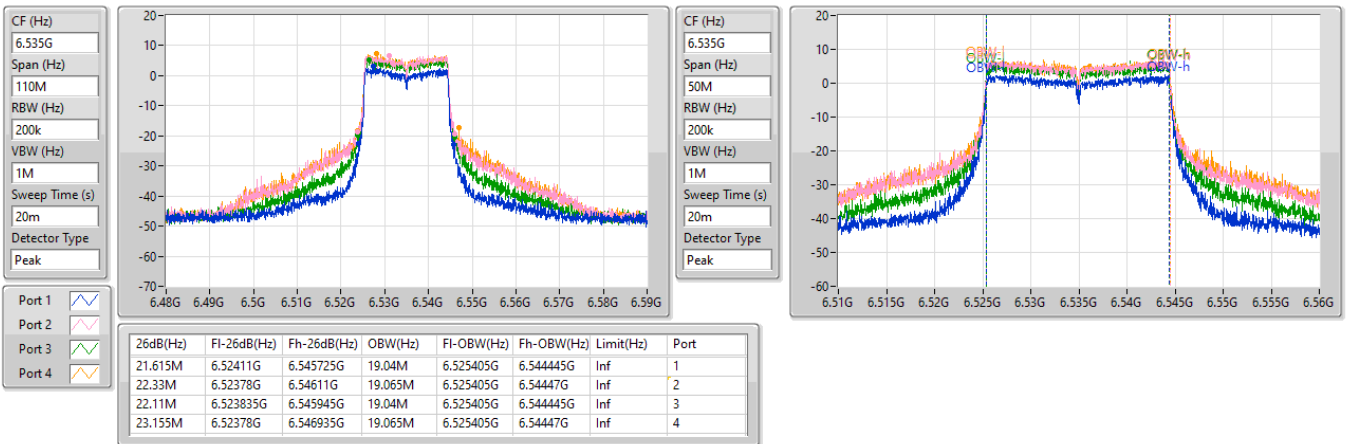 CF (Hz)
6.535G
Span (Hz)
110M
RBW (Hz)
200k
VBW (Hz)
1M
Sweep Time (s)
20m
Detector Type
Peak
20
10
0
-10
-20
-30
-40
-50
-60
-70
6.48G 6.49G 6.5G 6.51G 6.52G 6.53G 6.54G 6.55G 6.56G 6.57G 6.58G 6.59G
CF (Hz)
6.535G
Span (Hz)
50M
RBW (Hz)
200k
VBW (Hz)
1M
Sweep Time (s)
20m
Detector Type
Peak
20
10
0
-10
-20
-30
-40
-50
-60
OBW-h
OBW-h
6.51G 6.515G 6.52G 6.525G 6.53G 6.535G 6.54G 6.545G 6.55G 6.555G 6.56G
Port 1
Port 2
Port 3
Port 4
26dB(Hz) Fl-26dB(Hz) Fh-26dB(Hz) OBW(Hz) Fl-OBW(Hz) Fh-OBW(Hz) Limit(Hz) Port
21.615M 6.52411G 6.545725G 19.04M 6.525405G 6.544445G Inf 1
22.33M 6.52378G 6.54611G 19.065M 6.525405G 6.54447G Inf 2
22.11M 6.523835G 6.545945G 19.04M 6.525405G 6.544445G Inf 3
23.155M 6.52378G 6.546935G 19.065M 6.525405G 6.54447G Inf 4